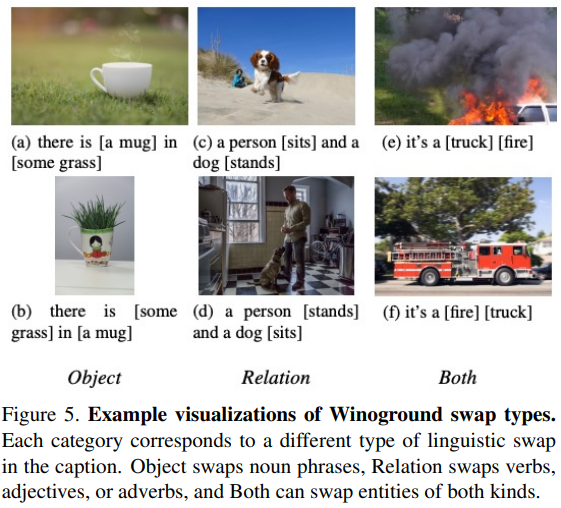 (a) there is [a mug] in
[some grass]
(c) a person [sits] and a
dog [stands]
(e) it's a [truck] [fire]
(b) there is [some
grass] in [a mug]
(d) a person [stands]
and a dog [sits]
(f) it's a [fire] [truck]
Object
Relation
Both
Figure 5. Example visualizations of Winoground swap types.
Each category corresponds to a different type of linguistic swap
in the caption. Object swaps noun phrases, Relation swaps verbs,
adjectives, or adverbs, and Both can swap entities of both kinds.